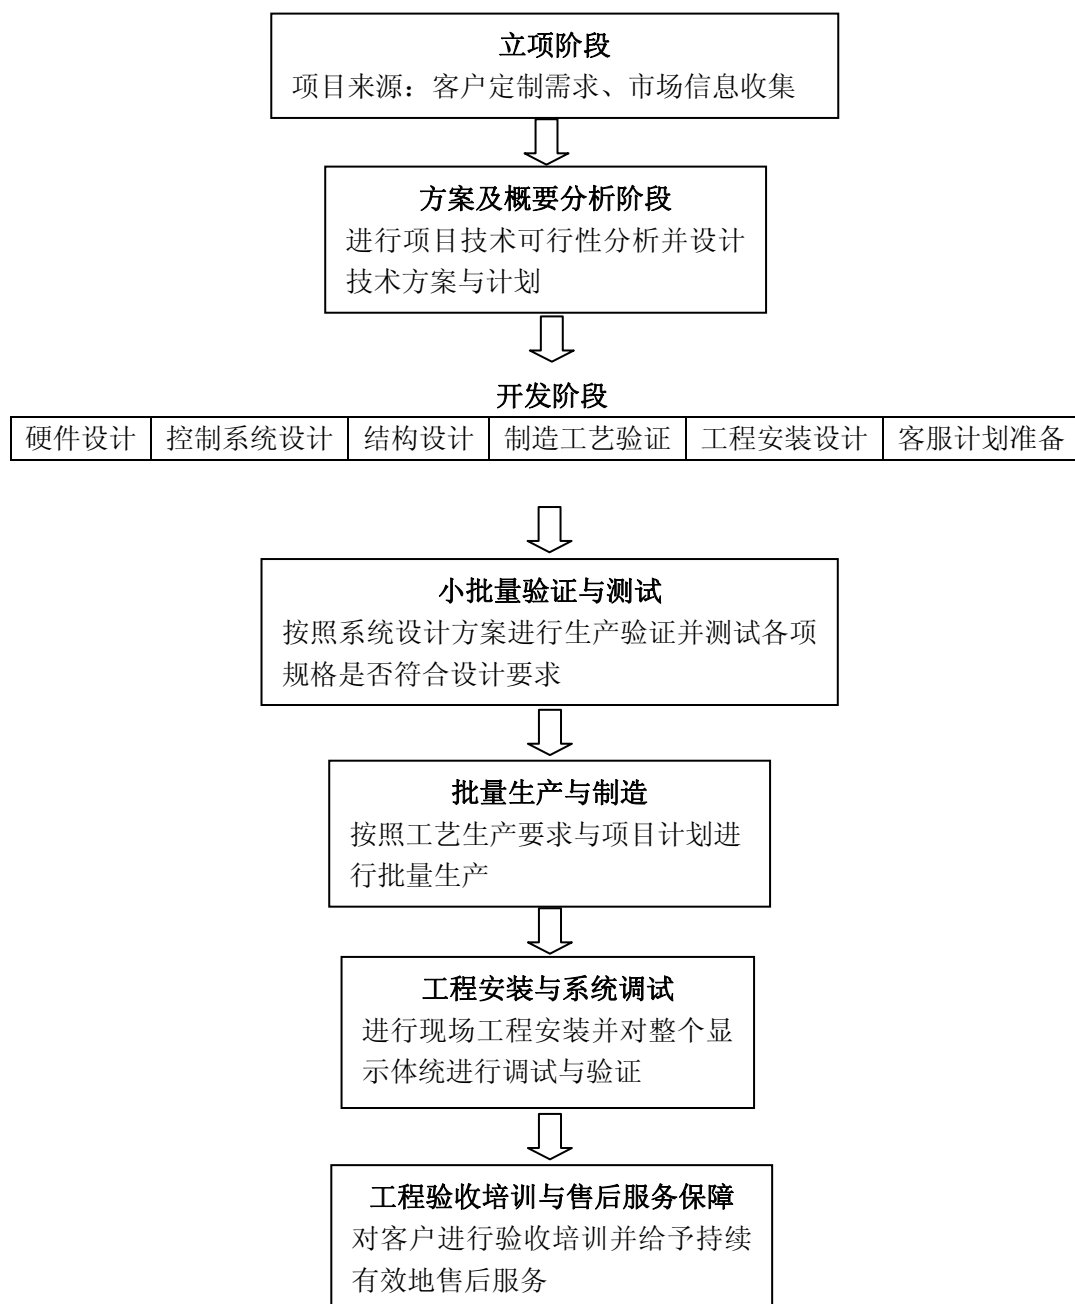 立项阶段
项目来源：客户定制需求、市场信息收集
方案及概要分析阶段
进行项目技术可行性分析并设计
技术方案与计划
开发阶段
硬件设计 控制系统设计 结构设计 制造工艺验证 工程安装设计 客服计划准备
小批量验证与测试
按照系统设计方案进行生产验证并测试各项
规格是否符合设计要求
批量生产与制造
按照工艺生产要求与项目计划进
行批量生产
工程安装与系统调试
进行现场工程安装并对整个显
示体统进行调试与验证
工程验收培训与售后服务保障
对客户进行验收培训并给予持续
有效地售后服务